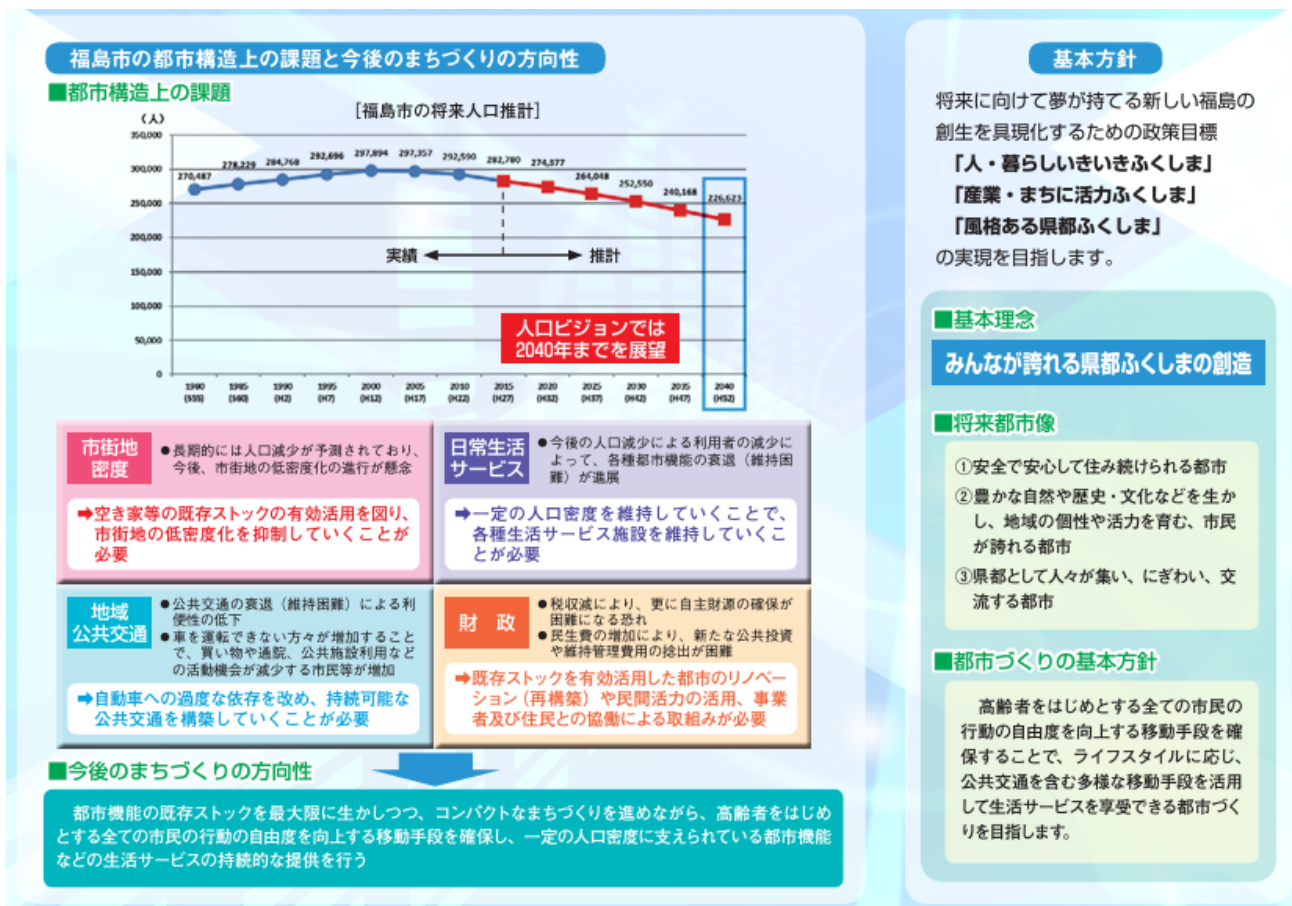 福島市の都市構造上の課題と今後のまちづくりの方向性
■都市構造上の課題
[福島市の将来人口推計]
(人)
350,000
300,000
250,000
200,000
150,000
100,000
50,000
0
270,487
278,229
284,768
292,696
297,894
297,357
292,590
282,780
274,377
264,048
252,550
240,168
226,623
実績
推計
人口ビジョンでは
2040年までを展望
1980 1985 1990 1995 2000 2005 2010 2015 2020 2025 2030 2035 2040
(S55) (S60) (H2) (H7) (H12) (H17) (H22) (H27) (H32) (H37) (H42) (H47) (H52)
市街地
密度
●長期的には人口減少が予測されており、
今後、市街地の低密度化の進行が懸念
➡空き家等の既存ストックの有効活用を図り、
市街地の低密度化を抑制していくことが
必要
日常生活
サービス
●今後の人口減少による利用者の減少に
よって、各種都市機能の衰退（維持困
難）が進展
➡一定の人口密度を維持していくことで、
各種生活サービス施設を維持していくこ
とが必要
地域
公共交通
●公共交通の衰退（維持困難）による利
便性の低下
●車を運転できない方々が増加すること
で、買い物や通院、公共施設利用など
の活動機会が減少する市民等が増加
➡自動車への過度な依存を改め、持続可能な
公共交通を構築していくことが必要
財　政
●税収減により、更に自主財源の確保が
困難になる恐れ
●民生費の増加により、新たな公共投資
や維持管理費用の捻出が困難
➡既存ストックを有効活用した都市のリノベー
ション（再構築）や民間活力の活用、事業
者及び住民との協働による取組みが必要
■今後のまちづくりの方向性
都市機能の既存ストックを最大限に生かしつつ、コンパクトなまちづくりを進めながら、高齢者をはじめ
とする全ての市民の行動の自由度を向上する移動手段を確保し、一定の人口密度に支えられている都市機能
などの生活サービスの持続的な提供を行う
基本方針
将来に向けて夢が持てる新しい福島の
創生を具現化するための政策目標
「人・暮らしいきいきふくしま」
「産業・まちに活力ふくしま」
「風格ある県都ふくしま」
の実現を目指します。
■基本理念
みんなが誇れる県都ふくしまの創造
■将来都市像
①安全で安心して住み続けられる都市
②豊かな自然や歴史・文化などを生か
し、地域の個性や活力を育む、市民
が誇れる都市
③県都として人々が集い、にぎわい、交
流する都市
■都市づくりの基本方針
高齢者をはじめとする全ての市民の
行動の自由度を向上する移動手段を確
保することで、ライフスタイルに応じ、
公共交通を含む多様な移動手段を活用
して生活サービスを享受できる都市づく
りを目指します。